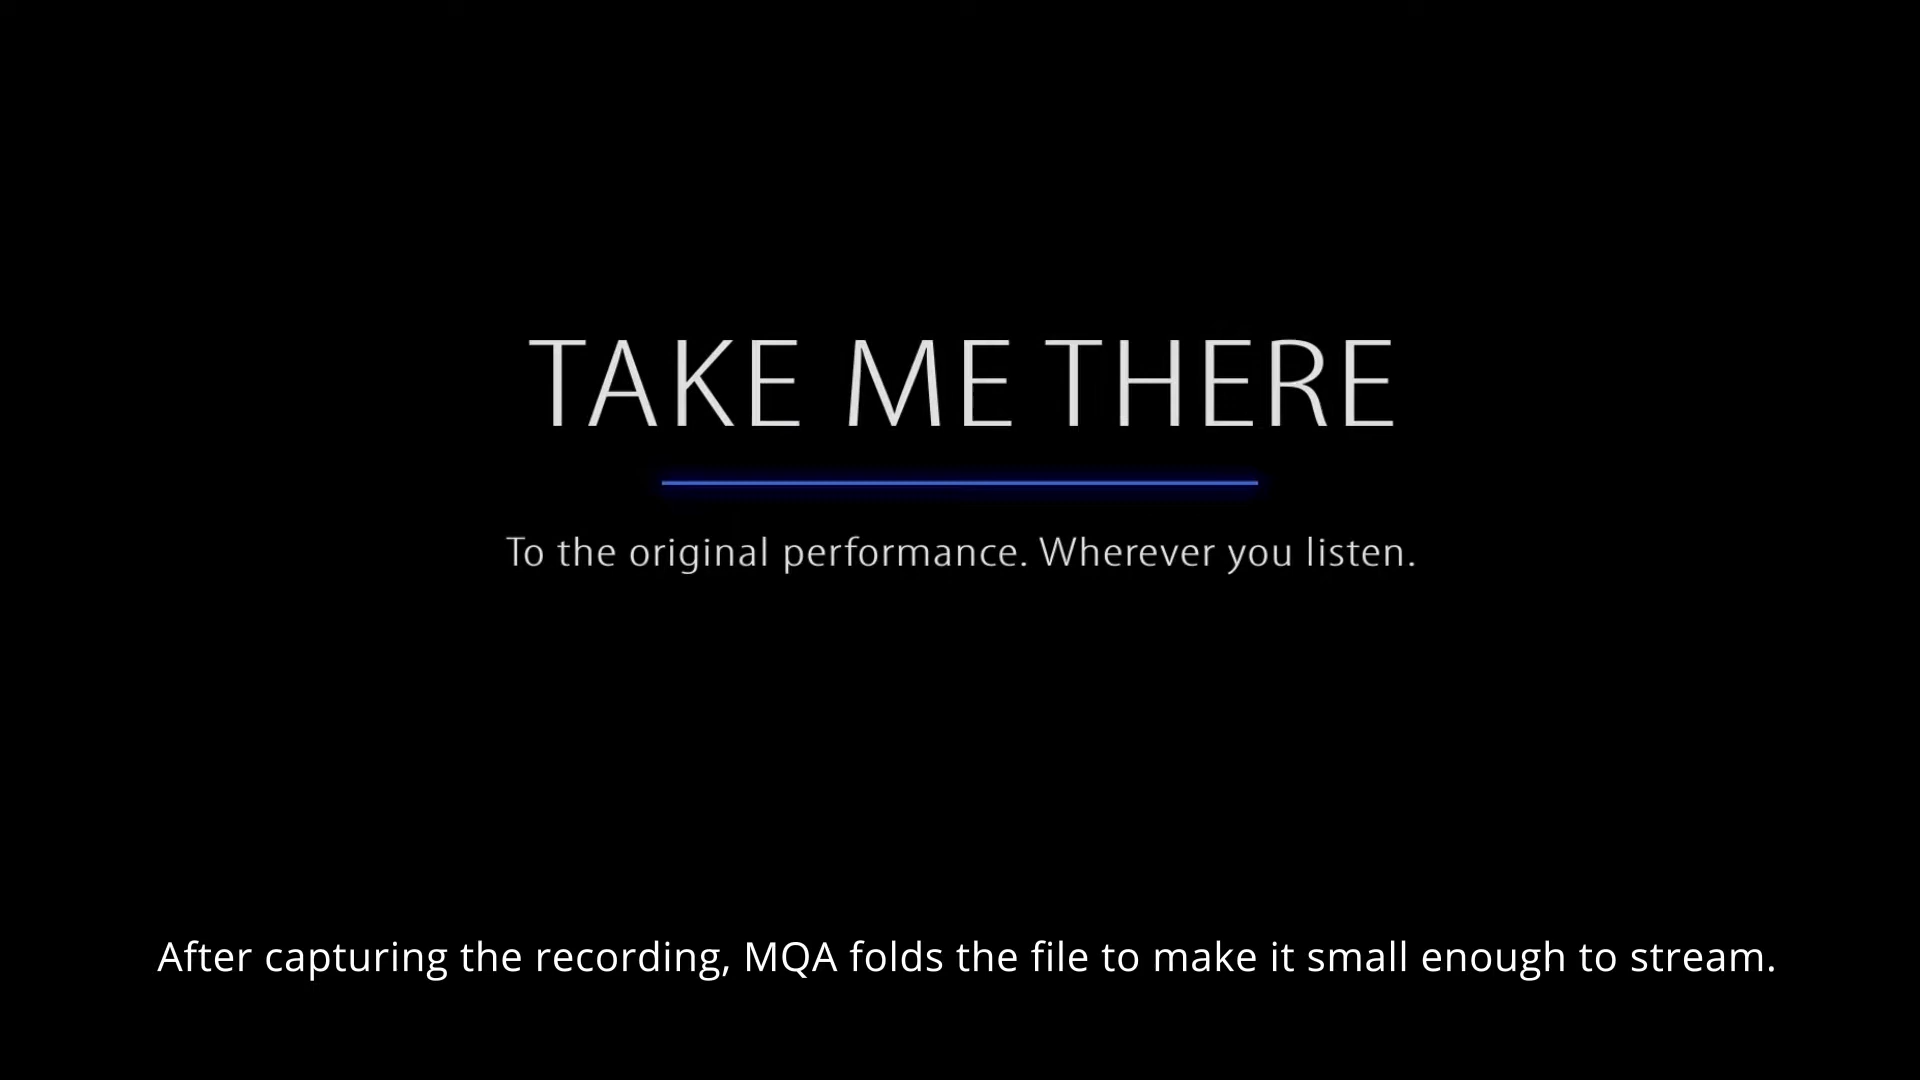 TAKE ME THERE
To the original performance. Wherever you listen.
After capturing the recording, MQA folds the file to make it small enough to stream.